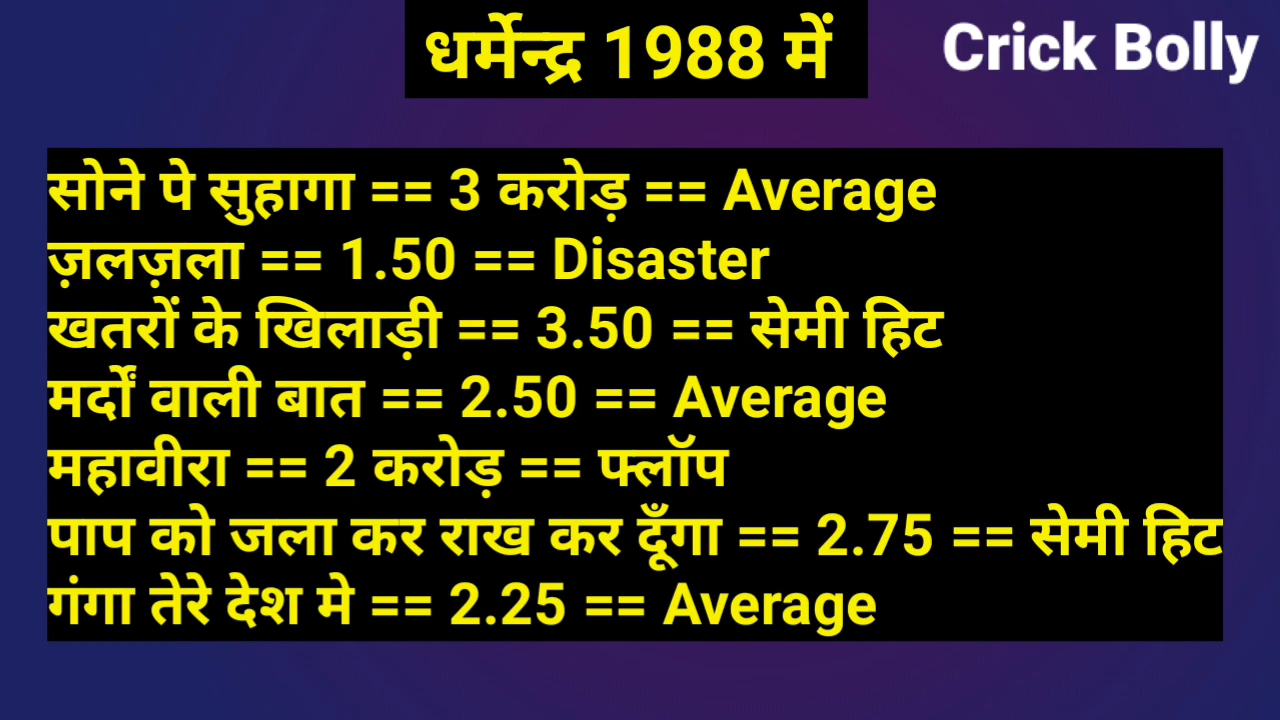 धर्मेन्द्र 1988 में
Crick Bolly
सोने पे सुहागा == 3 करोड़ == Average
ज़लज़ला == 1.50 == Disaster
खतरों के खिलाड़ी == 3.50 == सेमी हिट
मर्दों वाली बात == 2.50 == Average
महावीरा == 2 करोड़ == फ्लॉप
पाप को जला कर राख कर दूँगा == 2.75 == सेमी हिट
गंगा तेरे देश मे == 2.25 == Average